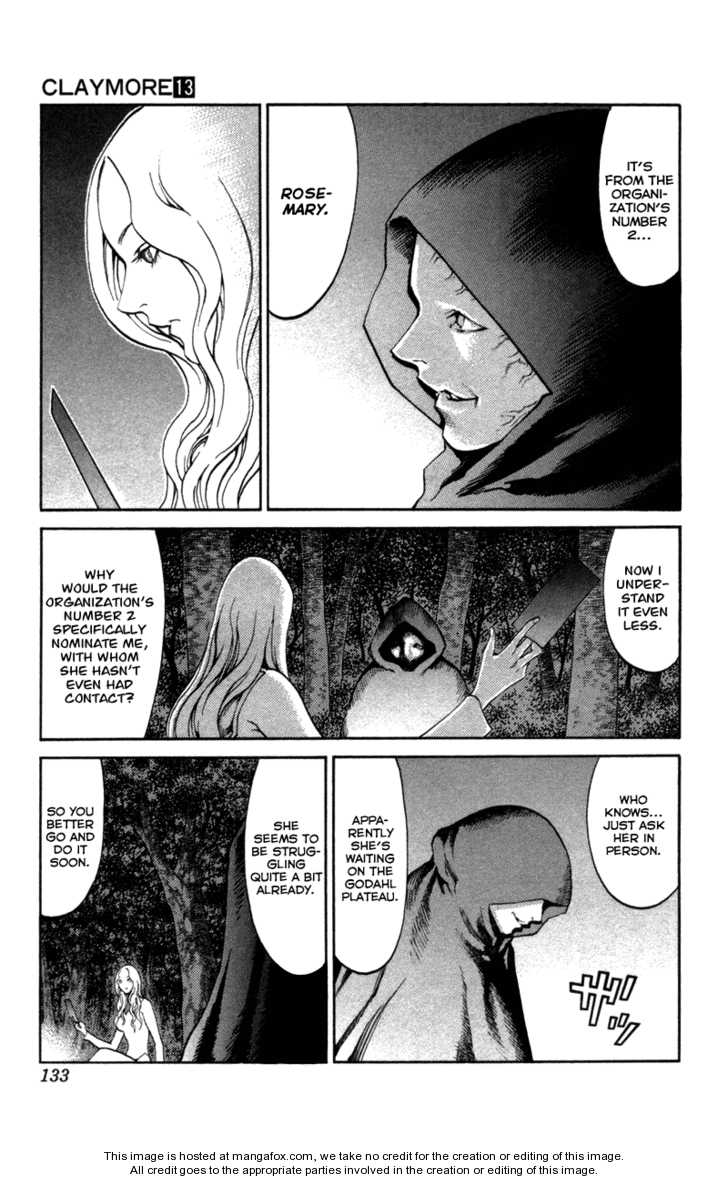 CLAYMORE 13
IT'S
FROM THE
ORGANI-
ZATION'S
NUMBER
2...
ROSE-
MARY.
NOW I
UNDER-
STAND
IT EVEN
LESS.
WHY
WOULD THE
ORGANIZATION'S
NUMBER 2
SPECIFICALLY
NOMINATE ME,
WITH WHOM
SHE HASN'T
EVEN HAD
CONTACT?
WHO
KNOWS...
JUST ASK
HER IN
PERSON.
APPA-
RENTLY
SHE'S
WAITING
ON THE
GODAHL
PLATEAU.
SHE
SEEMS TO
BE STRUG-
GLING
QUITE A BIT
ALREADY.
SO YOU
BETTER
GO AND
DO IT
SOON.
ザッ
133
This image is hosted at mangafox.com, we take no credit for the creation or editing of this image.
All credit goes to the appropriate parties involved in the creation or editing of this image.